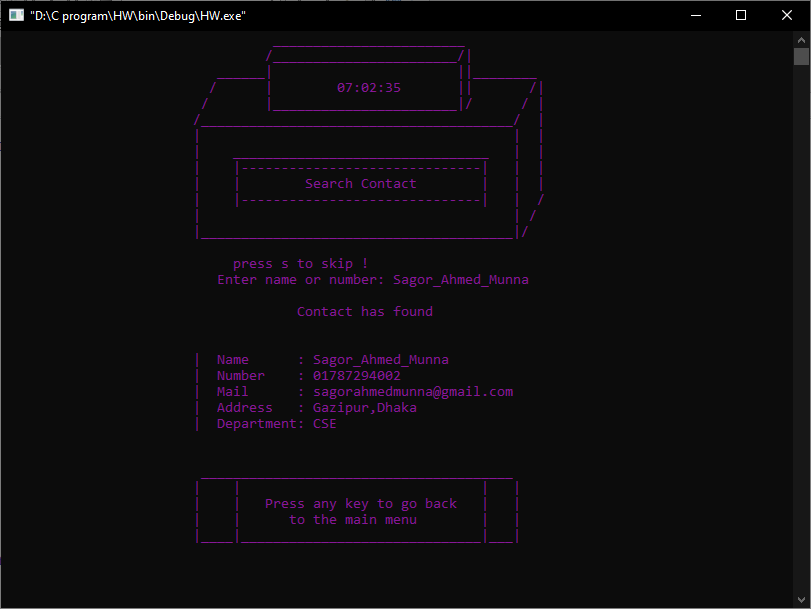 "D:\C program\HW\bin\Debug\HW.exe"
07:02:35
Search Contact
press s to skip !
Enter name or number: Sagor_Ahmed_Munna
Contact has found
| Name : Sagor_Ahmed_Munna
| Number : 01787294002
| Mail : sagorahmedmunna@gmail.com
| Address : Gazipur,Dhaka
| Department: CSE
Press any key to go back
to the main menu